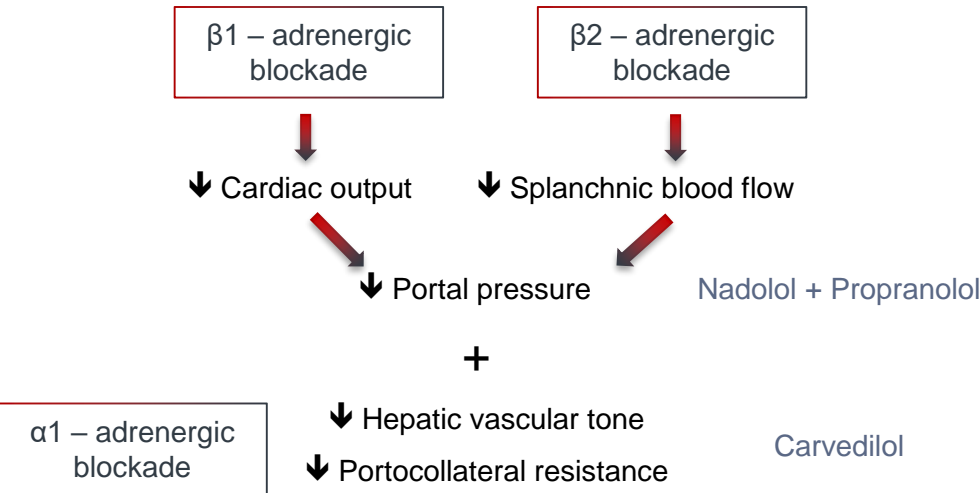 β1 – adrenergic
blockade
β2 – adrenergic
blockade
🡻 Cardiac output
🡻 Splanchnic blood flow
🡻 Portal pressure
Nadolol + Propranolol
+
🡻 Hepatic vascular tone
α1 – adrenergic
blockade
🡻 Portocollateral resistance
Carvedilol